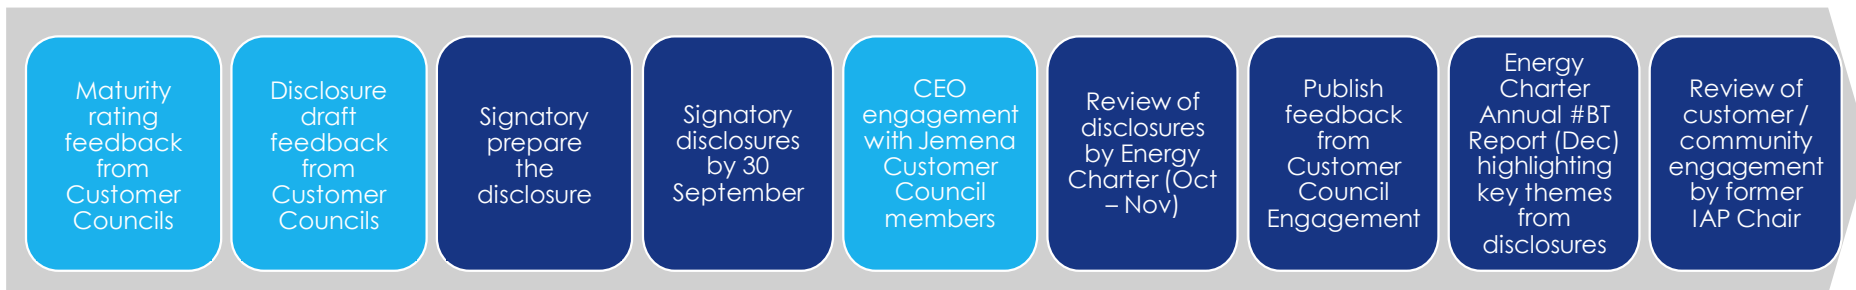 Maturity
rating
feedback
from
Customer
Councils
Disclosure
draft
feedback
from
Customer
Councils
Signatory
prepare
the
disclosure
Signatory
disclosures
by 30
September
CEO
engagement
with Jemena
Customer
Council
members
Review of
disclosures
by Energy
Charter (Oct
– Nov)
Publish
feedback
from
Customer
Council
Engagement
Energy
Charter
Annual #BT
Report (Dec)
highlighting
key themes
from
disclosures
Review of
customer /
community
engagement
by former
IAP Chair